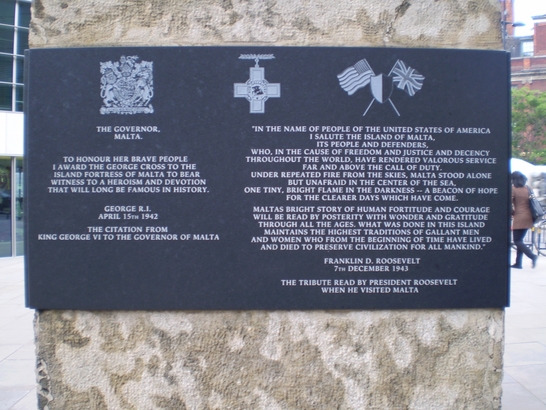 THE GOVERNOR,
MALTA.
TO HONOUR HER BRAVE PEOPLE
I AWARD THE GEORGE CROSS TO THE
ISLAND FORTRESS OF MALTA TO BEAR
WITNESS TO A HEROISM AND DEVOTION
THAT WILL LONG BE FAMOUS IN HISTORY.
GEORGE R.I.
APRIL 15TH 1942
THE CITATION FROM
KING GEORGE VI TO THE GOVERNOR OF MALTA
"IN THE NAME OF PEOPLE OF THE UNITED STATES OF AMERICA
I SALUTE THE ISLAND OF MALTA,
ITS PEOPLE AND DEFENDERS,
WHO, IN THE CAUSE OF FREEDOM AND JUSTICE AND DECENCY
THROUGHOUT THE WORLD, HAVE RENDERED VALOROUS SERVICE
FAR AND ABOVE THE CALL OF DUTY.
UNDER REPEATED FIRE FROM THE SKIES, MALTA STOOD ALONE
BUT UNAFRAID IN THE CENTER OF THE SEA,
ONE TINY, BRIGHT FLAME IN THE DARKNESS – A BEACON OF HOPE
FOR THE CLEARER DAYS WHICH HAVE COME.
MALTAS BRIGHT STORY OF HUMAN FORTITUDE AND COURAGE
WILL BE READ BY POSTERITY WITH WONDER AND GRATITUDE
THROUGH ALL THE AGES. WHAT WAS DONE IN THIS ISLAND
MAINTAINS THE HIGHEST TRADITIONS OF GALLANT MEN
AND WOMEN WHO FROM THE BEGINNING OF TIME HAVE LIVED
AND DIED TO PRESERVE CIVILIZATION FOR ALL MANKIND."
FRANKLIN D. ROOSEVELT
7TH DECEMBER 1943
THE TRIBUTE READ BY PRESIDENT ROOSEVELT
WHEN HE VISITED MALTA